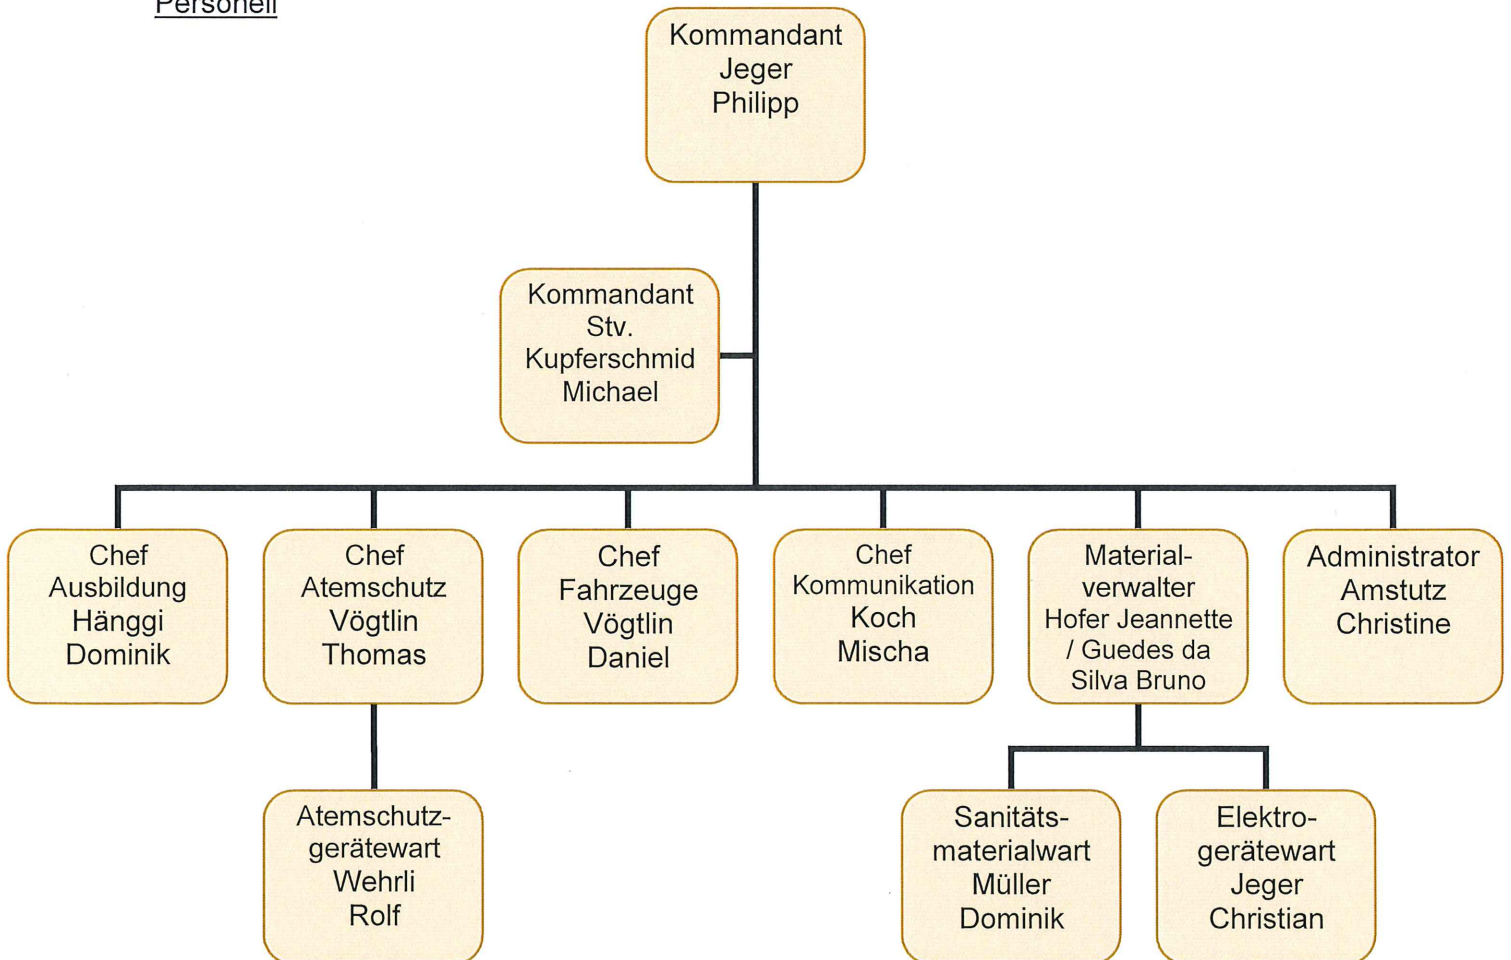 Personell
Kommandant
Jeger
Philipp
Kommandant
Stv.
Kupferschmid
Michael
Chef
Ausbildung
Hänggi
Dominik
Chef
Atemschutz
Vögtlin
Thomas
Chef
Fahrzeuge
Vögtlin
Daniel
Chef
Kommunikation
Koch
Mischa
Material-
verwalter
Hofer Jeannette
/ Guedes da
Silva Bruno
Administrator
Amstutz
Christine
Atemschutz-
gerätewart
Wehrli
Rolf
Sanitäts-
materialwart
Müller
Dominik
Elektro-
gerätewart
Jeger
Christian